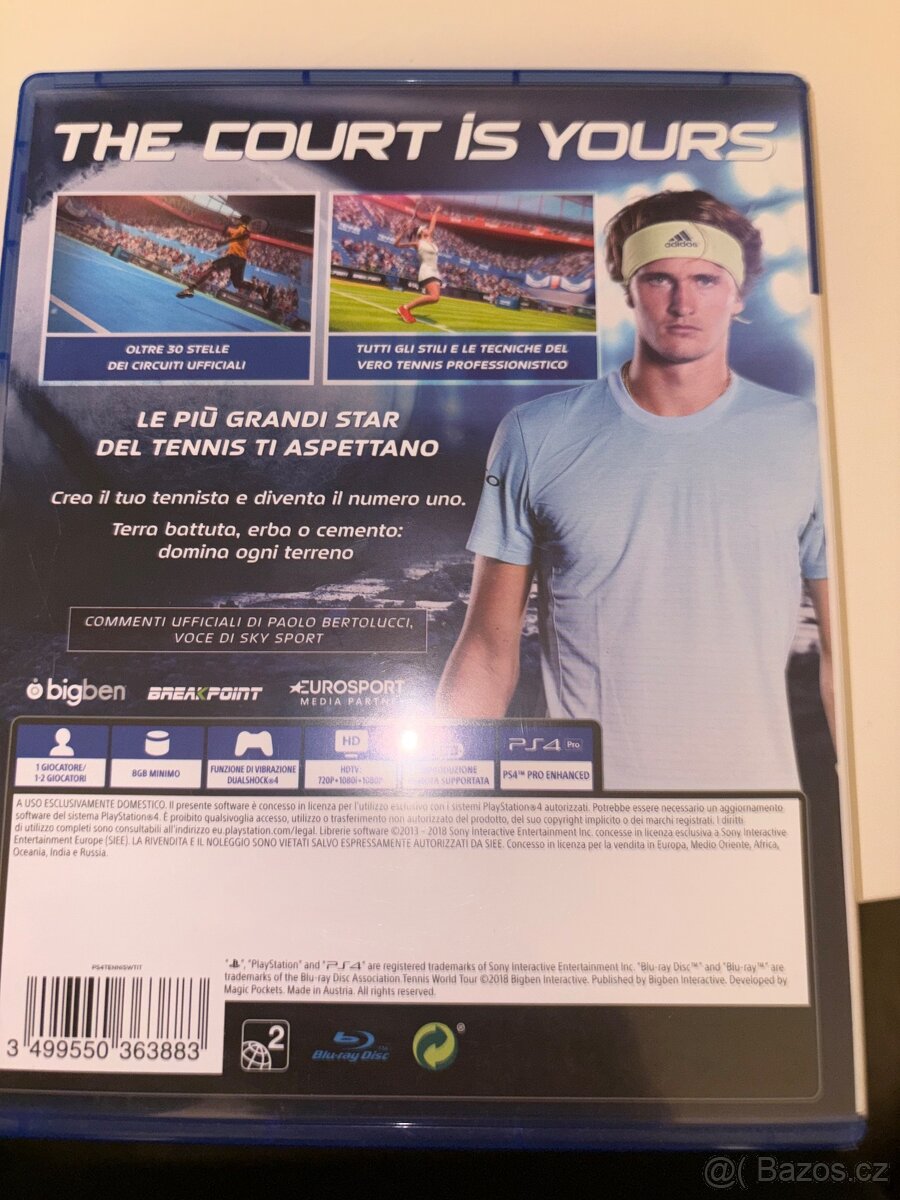 THE COURT İS YOURS
adidas
OLTRE 30 STELLE
DEI CIRCUITI UFFICIALI
TUTTI GLI STILI E LE TECNICHE DEL
VERO TENNIS PROFESSIONISTICO
LE PIÙ GRANDI STAR
DEL TENNIS TI ASPETTANO
Crea il tuo tennista e diventa il numero uno.
Terra battuta, erba o cemento:
domina ogni terreno
COMMENTI UFFICIALI DI PAOLO BERTOLUCCI,
VOCE DI SKY SPORT
bigben
BREAKPOINT
EUROSPORT
MEDIA PARTN
1 GIOCATORE/
1-2 GIOCATORI
8GB MINIMO
FUNZIONE DI VIBRAZIONE
DUALSHOCK®4
HD
HDTV:
720P•1080i•1080P
SUPPORTATA
PS4 Pro
PS4™ PRO ENHANCED
A USO ESCLUSIVAMENTE DOMESTICO. Il presente software è concesso in licenza per l'utilizzo esclusivo con i sistemi PlayStation®4 autorizzati. Potrebbe essere necessario un aggiornamento
software del sistema PlayStation®4. È proibito qualsivoglia accesso, utilizzo o trasferimento non autorizzato del prodotto, del suo copyright implicito o dei marchi registrati. I diritti
di utilizzo completi sono consultabili all'indirizzo eu.playstation.com/legal. Librerie software ©2013 - 2018 Sony Interactive Entertainment Inc. concesse in licenza esclusiva a Sony Interactive
Entertainment Europe (SIEE). LA RIVENDITA E IL NOLEGGIO SONO VIETATI SALVO ESPRESSAMENTE AUTORIZZATI DA SIEE. Concesso in licenza per la vendita in Europa, Medio Oriente, Africa,
Oceania, India e Russia.
PS4TENNISWTIT
", "PlayStation" and "PS4" are registered trademarks of Sony Interactive Entertainment Inc. "Blu-ray Disc™" and "Blu-ray™" are
trademarks of the Blu-ray Disc Association.Tennis World Tour ©2018 Bigben Interactive. Published by Bigben Interactive. Developed by
Magic Pockets. Made in Austria. All rights reserved.
3 499550 363883
2
Blu-ray Disc™
®
@( Bazos.cz